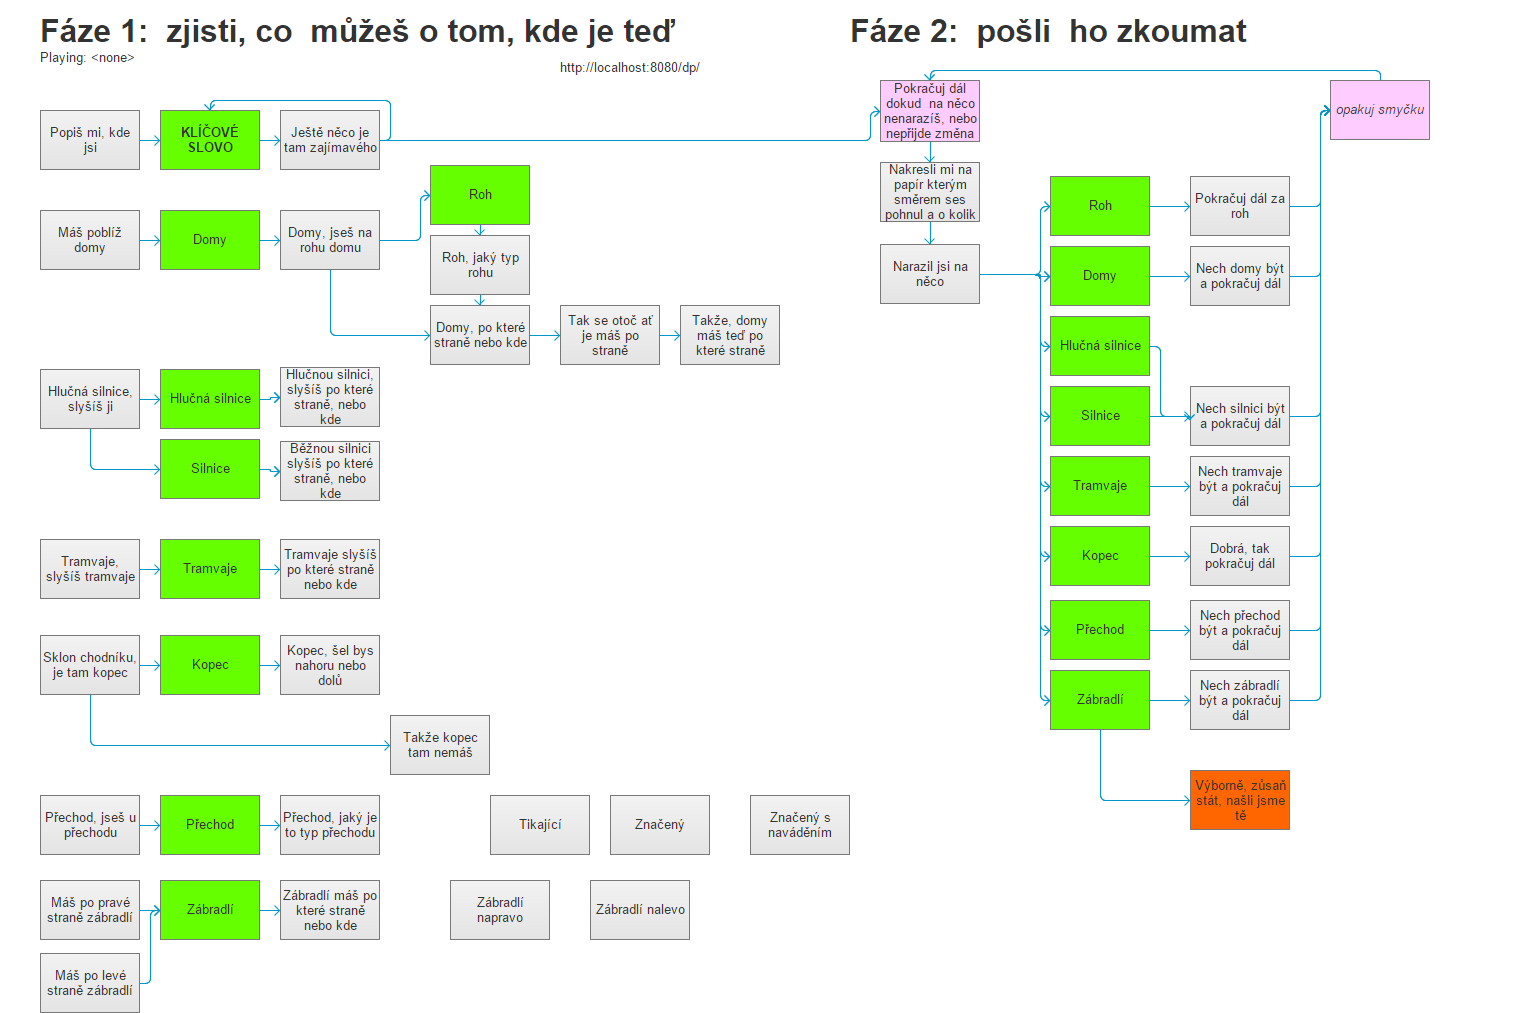 Fáze 1:  zjisti, co  můžeš o tom, kde je teď
Playing: <none>
http://localhost:8080/dp/
Popiš mi, kde
jsi
KLÍČOVÉ
SLOVO
Ještě něco je
tam zajímavého
Máš poblíž
domy
Domy
Domy, jseš na
rohu domu
Roh
Roh, jaký typ
rohu
Domy, po které
straně nebo kde
Tak se otoč ať
je máš po
straně
Takže, domy
máš teď po
které straně
Hlučná silnice,
slyšíš ji
Hlučná silnice
Hlučnou silnici,
slyšíš po které
straně, nebo
kde
Silnice
Běžnou silnici
slyšíš po které
straně, nebo
kde
Tramvaje,
slyšíš tramvaje
Tramvaje
Tramvaje slyšíš
po které straně
nebo kde
Sklon chodníku,
je tam kopec
Kopec
Kopec, šel bys
nahoru nebo
dolů
Takže kopec
tam nemáš
Přechod, jseš u
přechodu
Přechod
Přechod, jaký je
to typ přechodu
Tikající
Značený
Značený s
naváděním
Máš po pravé
straně zábradlí
Zábradlí
Zábradlí máš po
které straně
nebo kde
Zábradlí
napravo
Zábradlí nalevo
Máš po levé
straně zábradlí
Fáze 2:  pošli  ho zkoumat
Pokračuj dál
dokud  na něco
nenarazíš, nebo
nepřijde změna
opakuj smyčku
Nakresli mi na
papír kterým
směrem ses
pohnul a o kolik
Narazil jsi na
něco
Roh
Pokračuj dál za
roh
Domy
Nech domy být
a pokračuj dál
Hlučná silnice
Silnice
Nech silnici být
a pokračuj dál
Tramvaje
Nech tramvaje
být a pokračuj
dál
Kopec
Dobrá, tak
pokračuj dál
Přechod
Nech přechod
být a pokračuj
dál
Zábradlí
Nech zábradlí
být a pokračuj
dál
Výborně, zůsaň
stát, našli jsme
tě